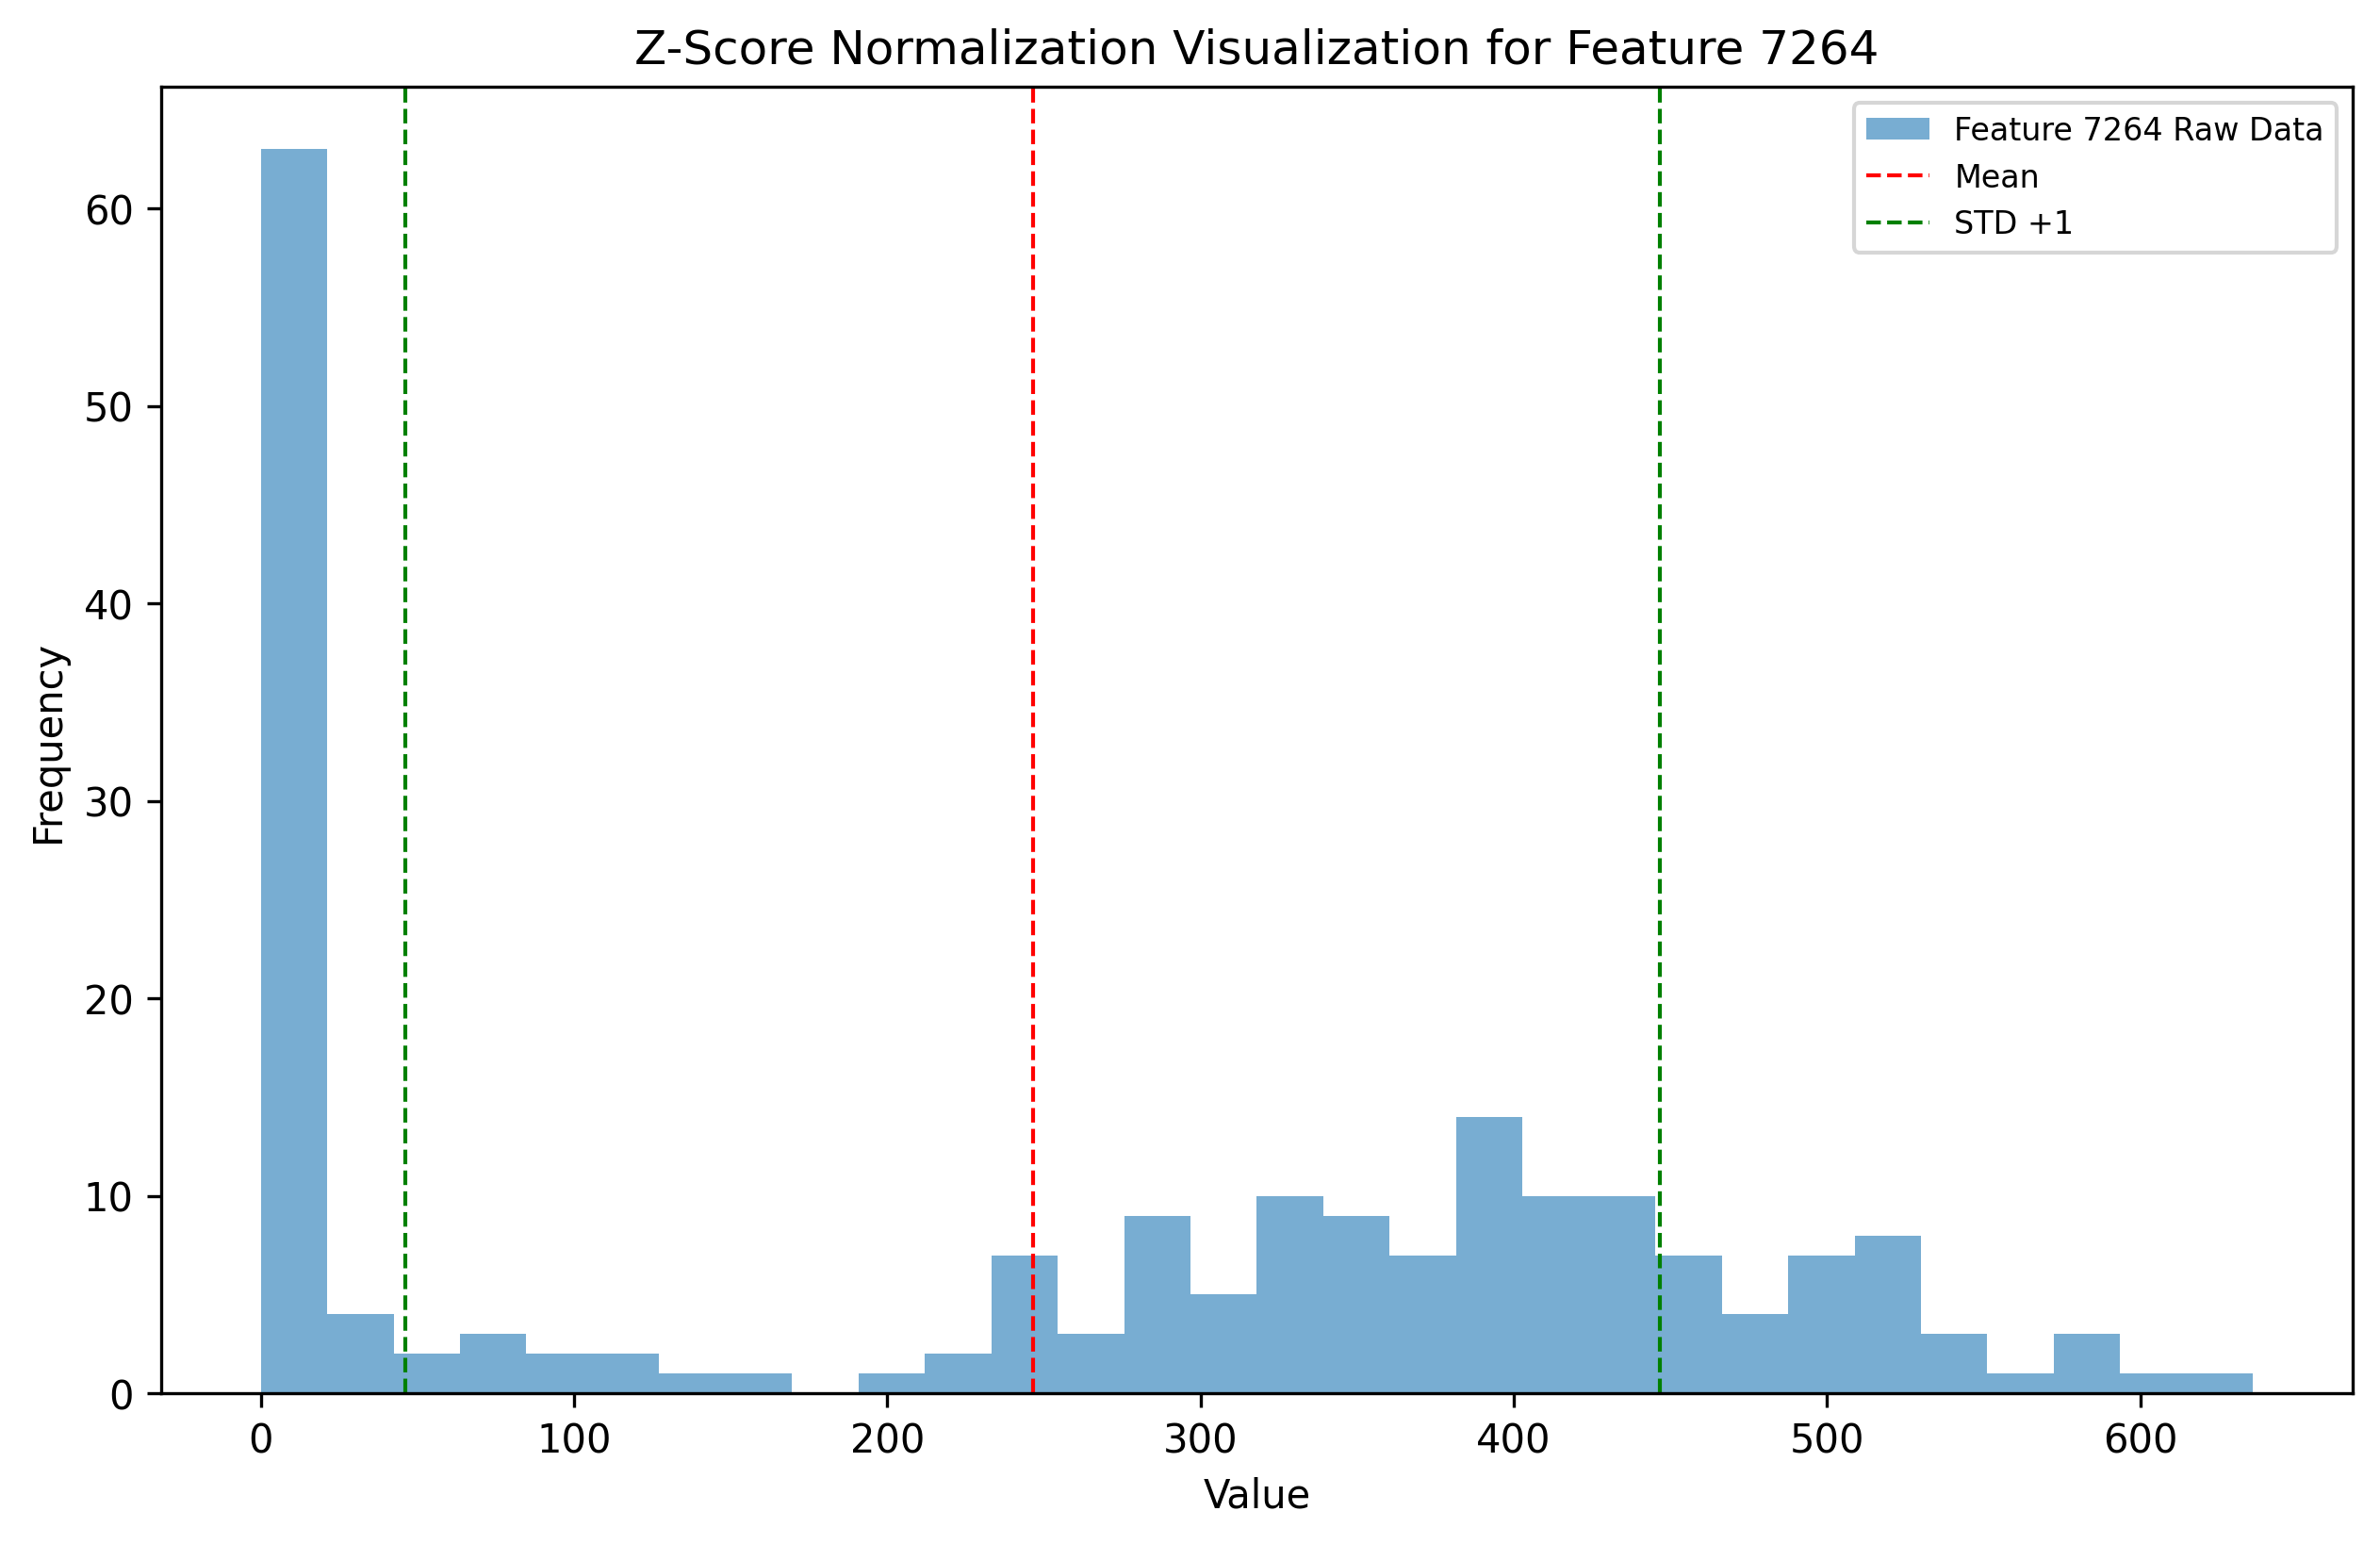 Z-Score Normalization Visualization for Feature 7264
Feature 7264 Raw Data
Mean
STD +1
Frequency
60
50
40
30
20
10
0
0 100 200 300 400 500 600
Value